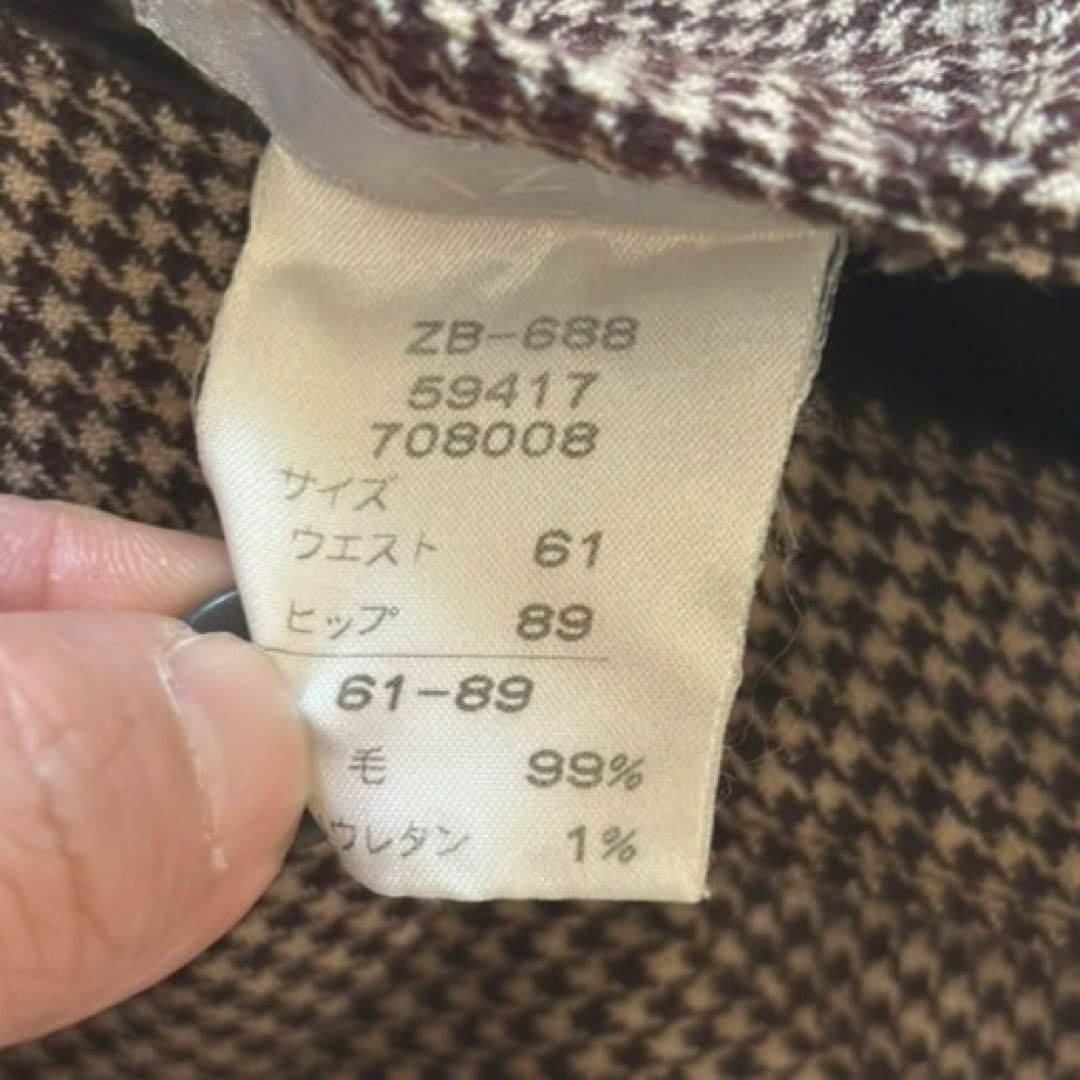 ZB-688
59417
708008
サイズ
ウエスト 61
ヒップ 89
61-89
毛 99%
ウレタン 1%